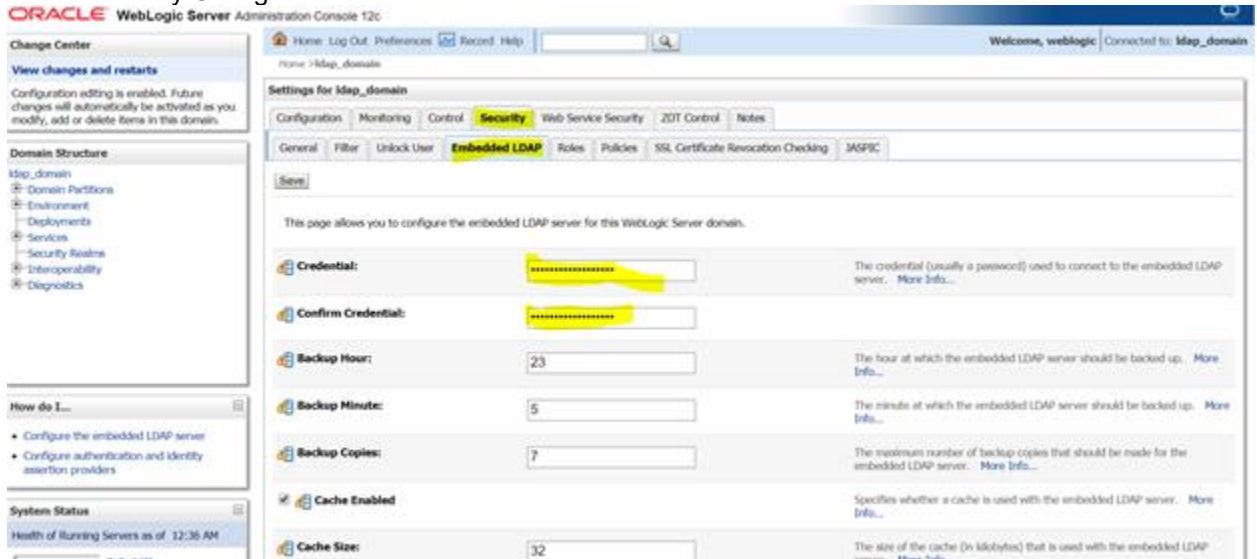 ORACLE WebLogic Server Administration Console 12c
Change Center
View changes and restarts
Configuration editing is enabled. Future
changes will automatically be activated as you
modify, add or delete items in this domain.
Domain Structure
ldap_domain
Domain Partitions
Environment
Deployments
Services
Security Realms
Interoperability
Diagnostics
How do I...
Configure the embedded LDAP server
Configure authentication and identity
assertion providers
System Status
Health of Running Servers as of 12:36 AM
Home Log Out Preferences Record Help
Welcome, weblogic Connected to: ldap_domain
Home >ldap_domain
Settings for ldap_domain
Configuration Monitoring Control Security Web Service Security ZDT Control Notes
General Filter Unlock User Embedded LDAP Roles Policies SSL Certificate Revocation Checking JASPIC
Save
This page allows you to configure the embedded LDAP server for this WebLogic Server domain.
Credential:
The credential (usually a password) used to connect to the embedded LDAP
server. More Info...
Confirm Credential:
Backup Hour:
23
The hour at which the embedded LDAP server should be backed up. More
Info...
Backup Minute:
5
The minute at which the embedded LDAP server should be backed up. More
Info...
Backup Copies:
7
The maximum number of backup copies that should be made for the
embedded LDAP server. More Info...
Cache Enabled
Specifies whether a cache is used with the embedded LDAP server. More
Info...
Cache Size:
32
The size of the cache (in kilobytes) that is used with the embedded LDAP
server. More Info...